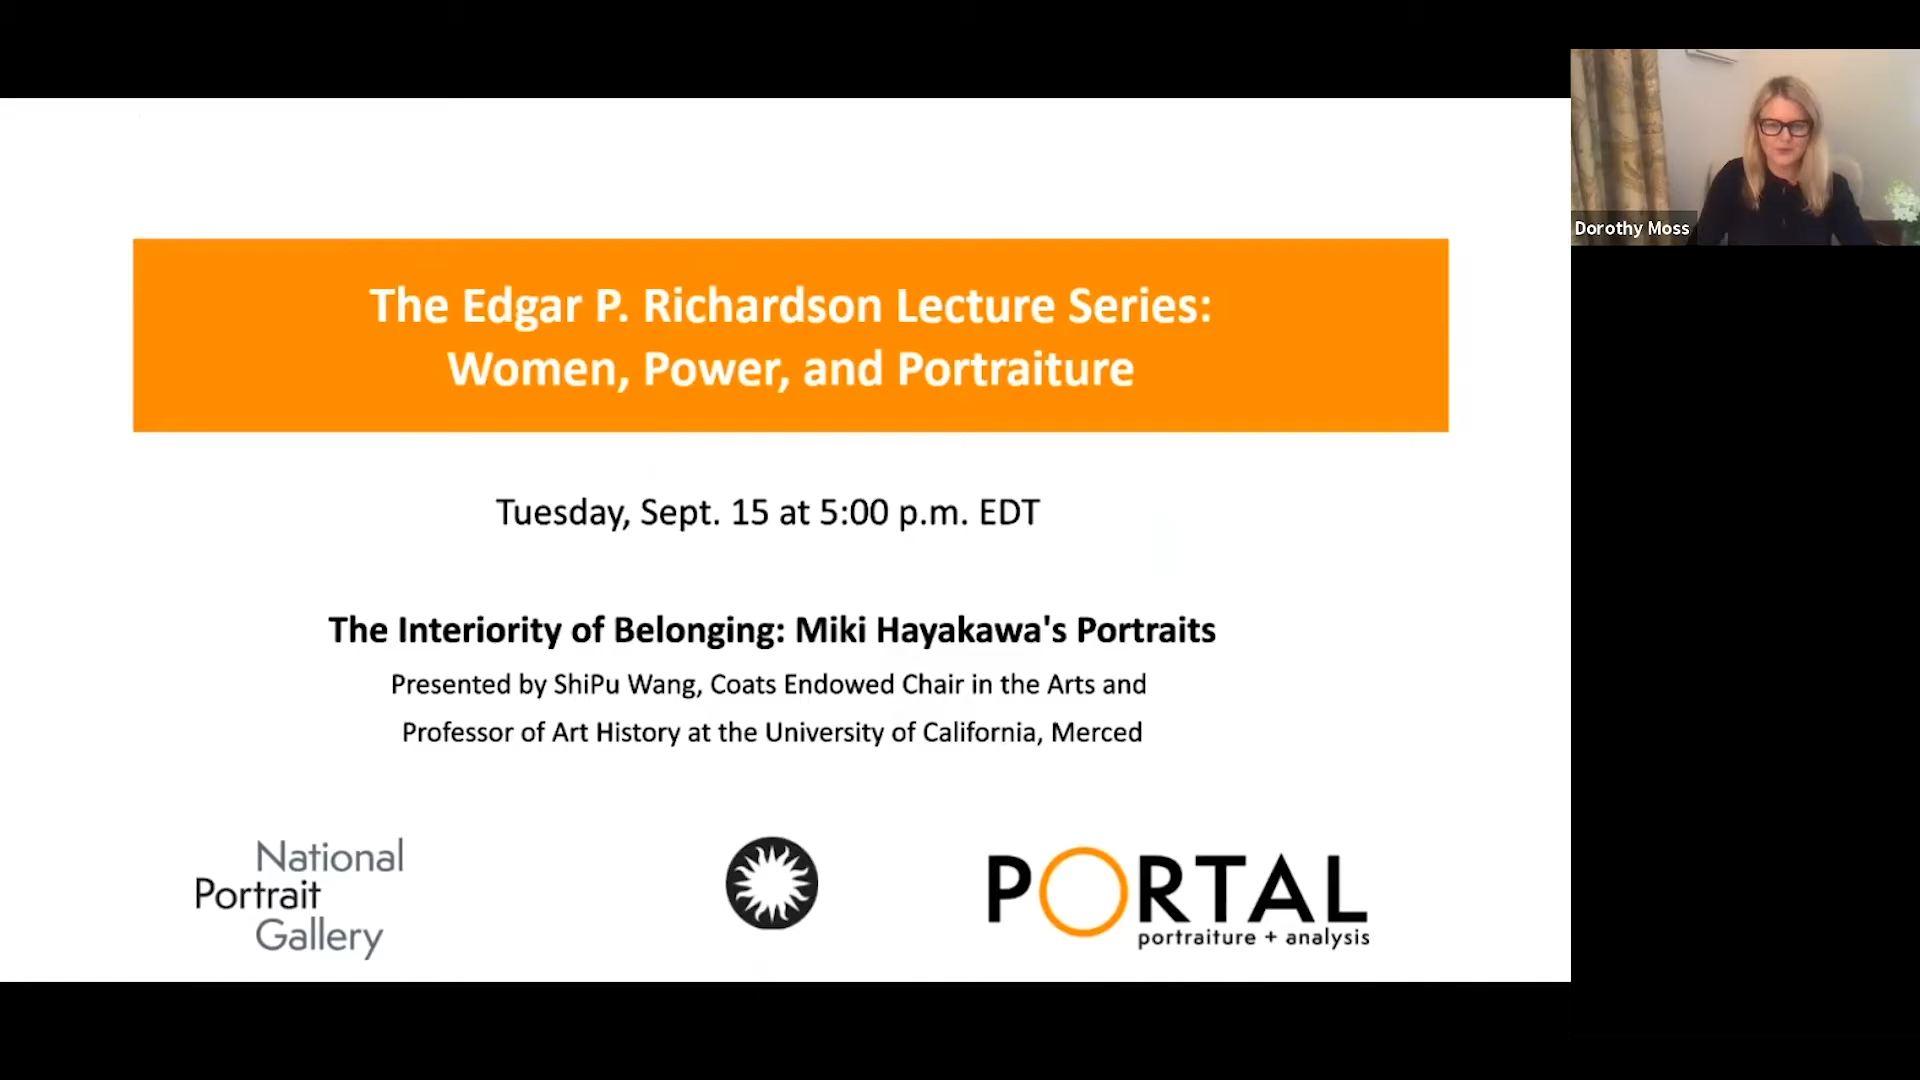 The Edgar P. Richardson Lecture Series:
Women, Power, and Portraiture
Tuesday, Sept. 15 at 5:00 p.m. EDT
The Interiority of Belonging: Miki Hayakawa's Portraits
Presented by ShiPu Wang, Coats Endowed Chair in the Arts and
Professor of Art History at the University of California, Merced
National
Portrait
Gallery
PORTAL
portraiture + analysis
Dorothy Moss